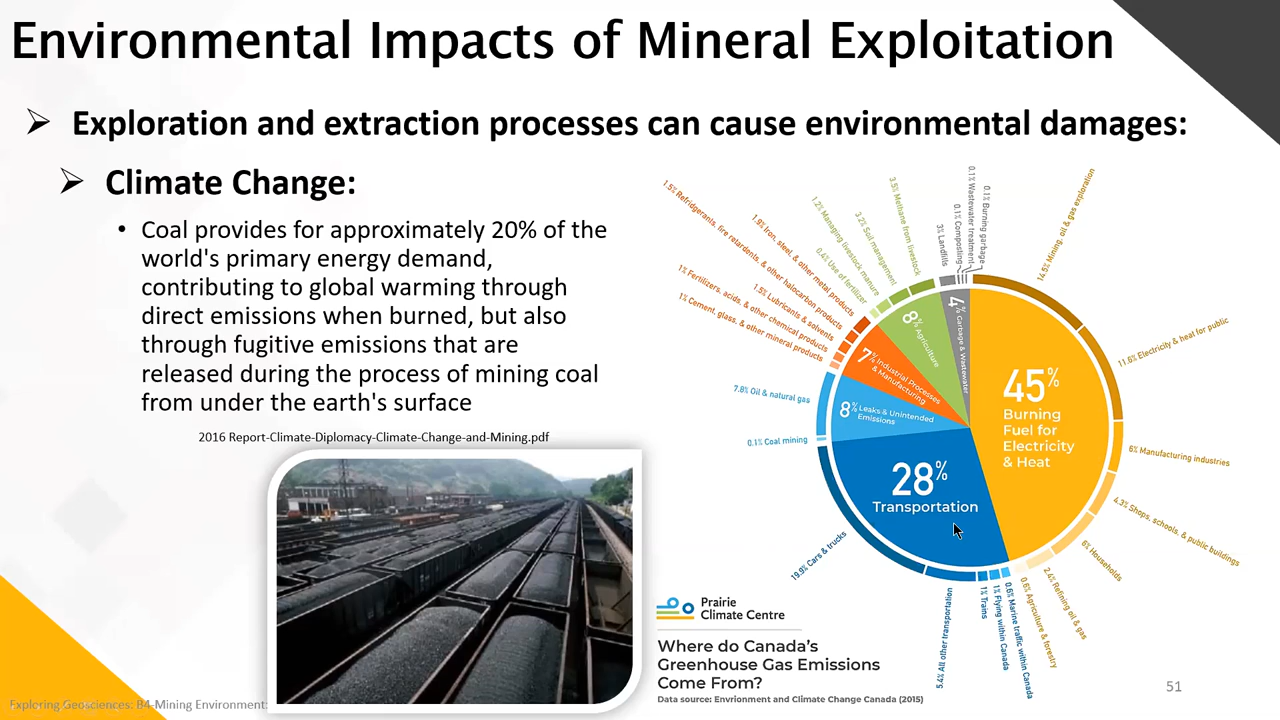 Environmental Impacts of Mineral Exploitation
Exploration and extraction processes can cause environmental damages:
Climate Change:
• Coal provides for approximately 20% of the
world's primary energy demand,
contributing to global warming through
direct emissions when burned, but also
through fugitive emissions that are
released during the process of mining coal
from under the earth's surface
2016 Report-Climate-Diplomacy-Climate-Change-and-Mining.pdf
1.5% Refridgerants, fire retardents, & other halocarbon products
1.9% Iron, steel, & other metal products
1.5% Lubricants & solvents
1% Fertilizers, acids, & other chemical products
1% Cement, glass, & other mineral products
1.2% Managing livestock manure
0.4% Use of fertilizer
3.2% Soil management
3.5% Methane from livestock
3% Landfills
0.1% Composting
0.1% Wastewater treatment
0.1% Burning garbage
14.5% Mining, oil & gas exploration
11.6% Electricity & heat for public
6% Manufacturing industries
4.3% Shops, schools, & public buildings
6% Households
2.4% Refining oil & gas
0.6% Agriculture & forestry
0.6% Marine traffic within Canada
1% Flying within Canada
1% Trains
5.4% All other transportation
19.9% Cars & trucks
0.1% Coal mining
7.8% Oil & natural gas
45%
Burning
Fuel for
Electricity
& Heat
28%
Transportation
8% Leaks & Unintended
Emissions
7% Industrial Processes
& Manufacturing
8% Agriculture
4% Garbage & Wastewater
Prairie
Climate Centre
Where do Canada's
Greenhouse Gas Emissions
Come From?
Data source: Envrionment and Climate Change Canada (2015)
51
Exploring Geosciences: B4-Mining Environment: